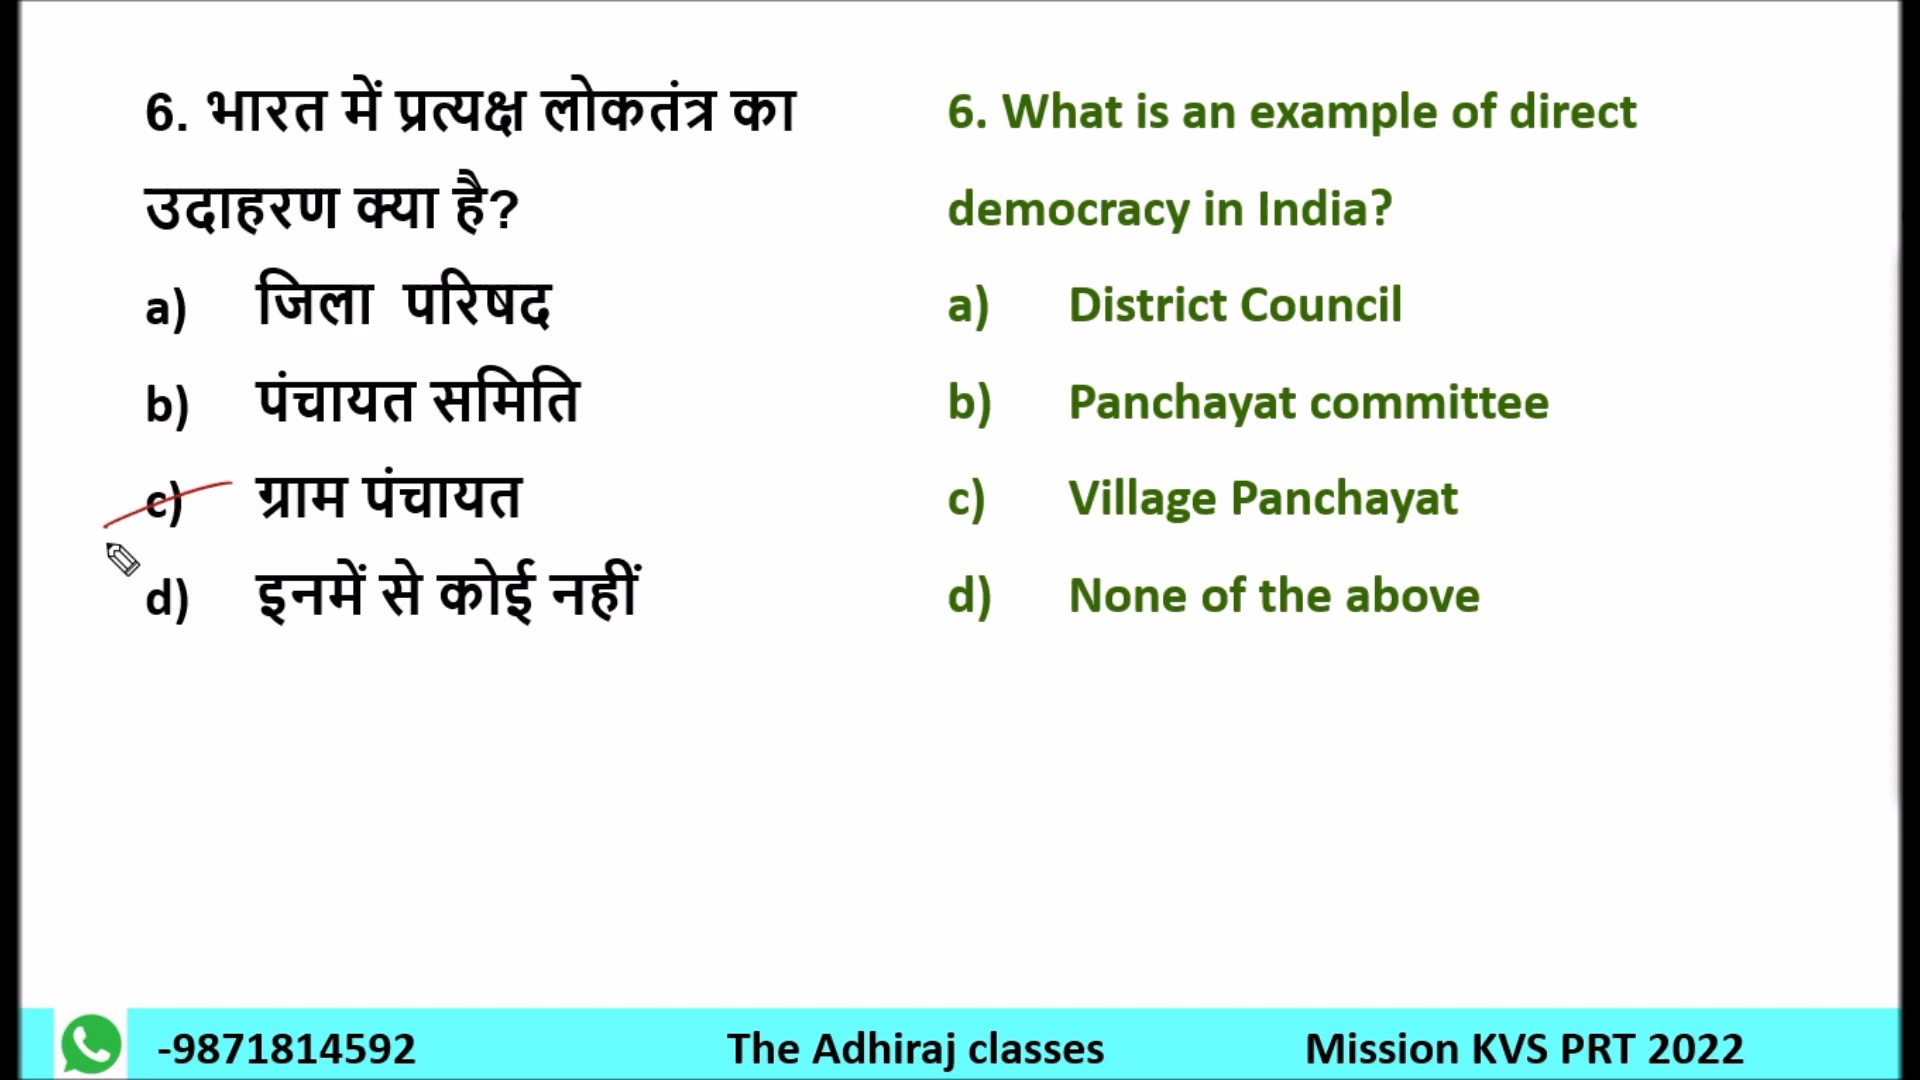 6. भारत में प्रत्यक्ष लोकतंत्र का
उदाहरण क्या है?
a) जिला परिषद
b) पंचायत समिति
c) ग्राम पंचायत
d) इनमें से कोई नहीं
6. What is an example of direct
democracy in India?
a) District Council
b) Panchayat committee
c) Village Panchayat
d) None of the above
-9871814592 The Adhiraj classes Mission KVS PRT 2022